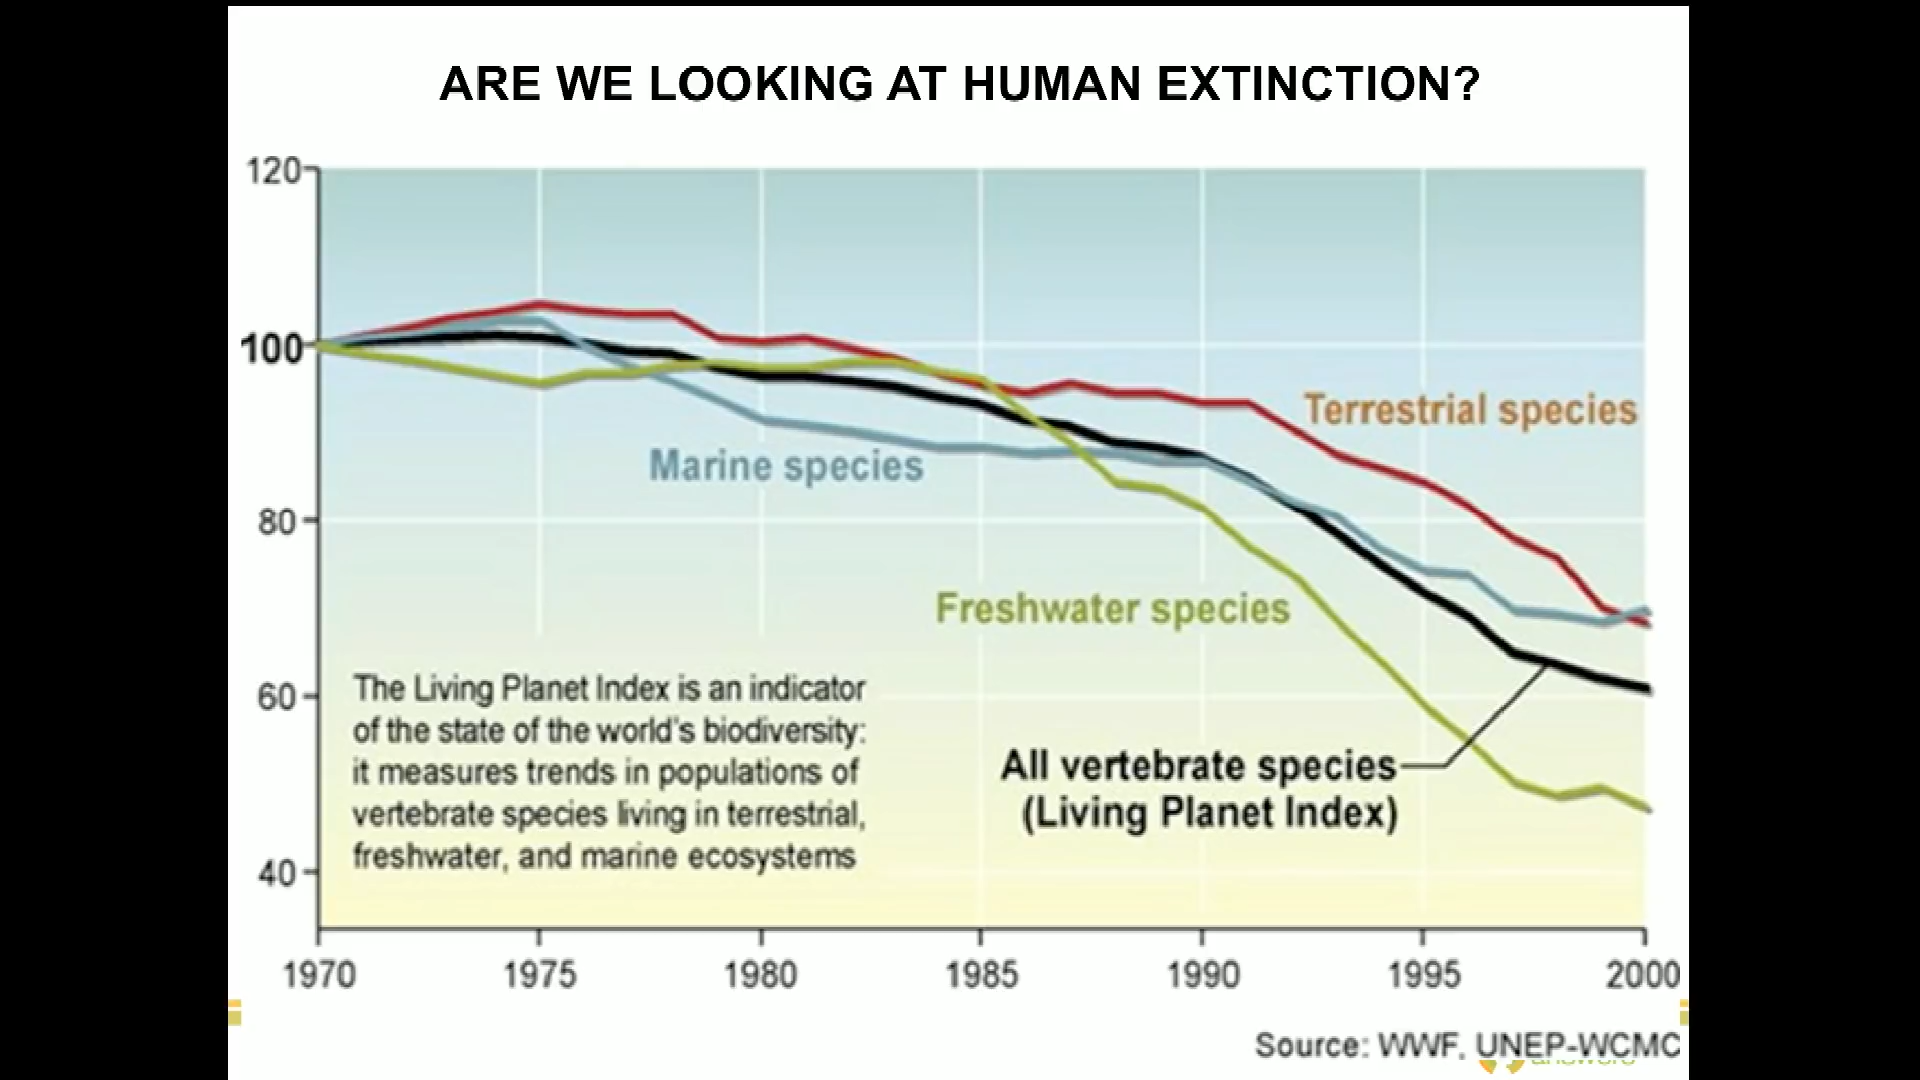 ARE WE LOOKING AT HUMAN EXTINCTION?
120
100
80
60
40
Terrestrial species
Marine species
Freshwater species
The Living Planet Index is an indicator
of the state of the world's biodiversity:
it measures trends in populations of
vertebrate species living in terrestrial,
freshwater, and marine ecosystems
All vertebrate species
(Living Planet Index)
1970 1975 1980 1985 1990 1995 2000
Source: WWF, UNEP-WCMC